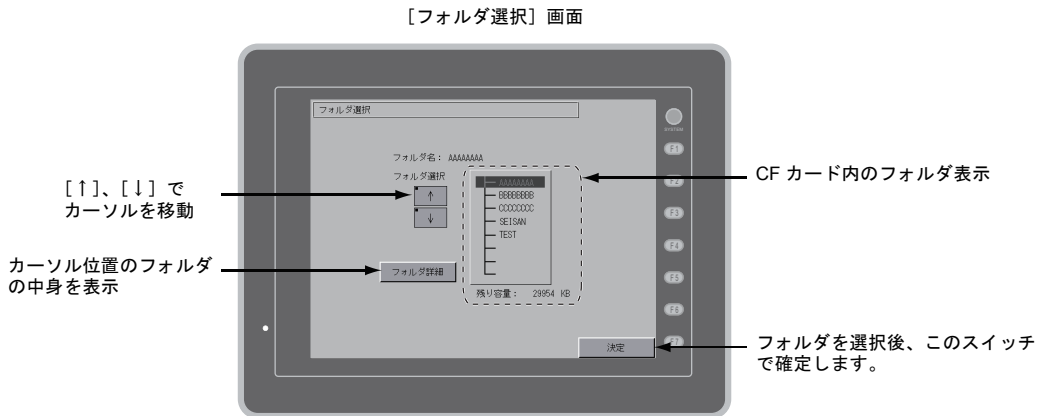 ［フォルダ選択］画面
フォルダ選択
SYSTEM
フォルダ名： AAAAAAAA
フォルダ選択
↑
↓
AAAAAAAA
BBBBBBBB
CCCCCCCC
SEISAN
TEST
フォルダ詳細
残り容量： 29954 KB
決定
F1
F2
F3
F4
F5
F6
F7
［↑］、［↓］で
カーソルを移動
カーソル位置のフォルダ
の中身を表示
CF カード内のフォルダ表示
フォルダを選択後、このスイッチ
で確定します。